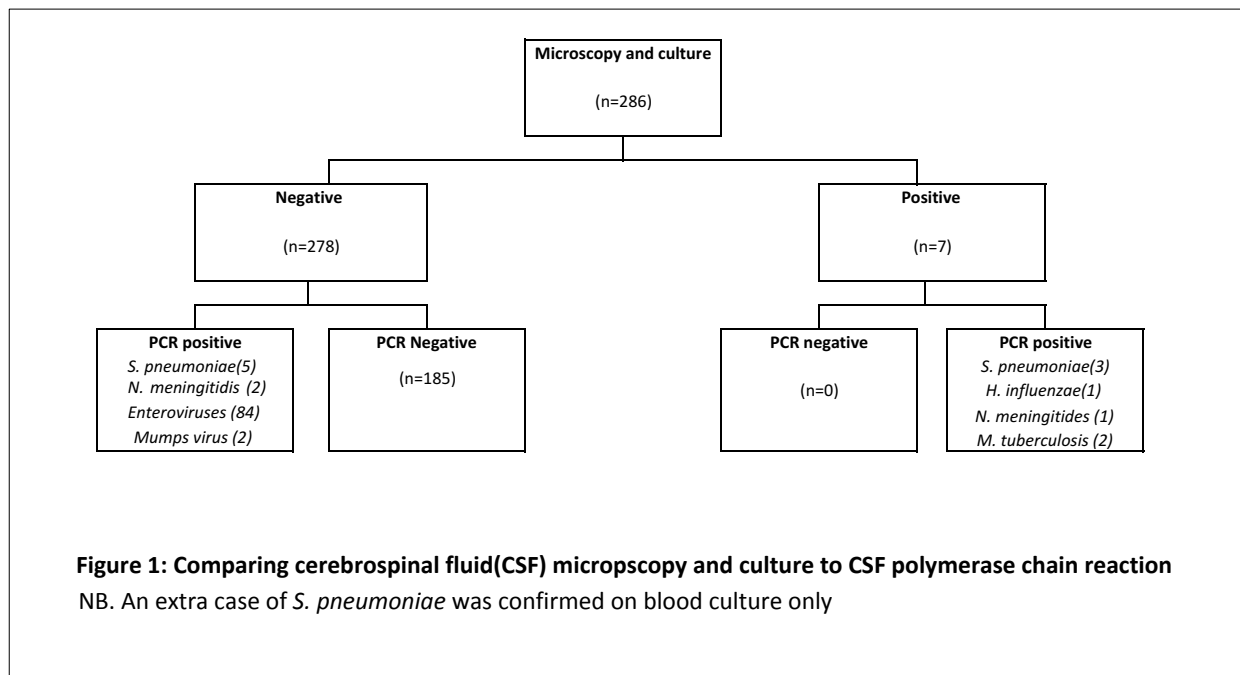 Microscopy and culture
(n=286)
Negative
(n=278)
Positive
(n=7)
PCR positive
S. pneumoniae(5)
N. meningitidis (2)
Enteroviruses (84)
Mumps virus (2)
PCR Negative
(n=185)
PCR negative
(n=0)
PCR positive
S. pneumoniae(3)
H. influenzae(1)
N. meningitides (1)
M. tuberculosis (2)
Figure 1: Comparing cerebrospinal fluid(CSF) micropscopy and culture to CSF polymerase chain reaction
NB. An extra case of S. pneumoniae was confirmed on blood culture only